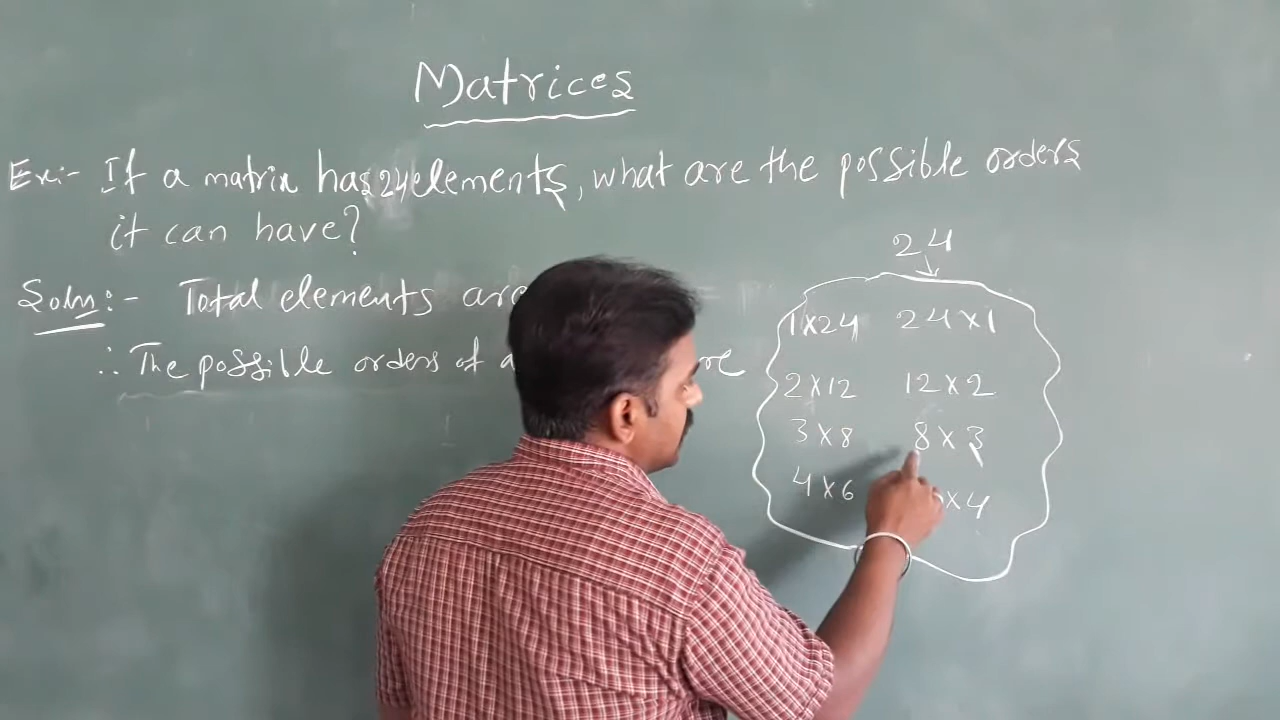 Matrices
Ex:- If a matrix has 24 elements, what are the possible orders
it can have?
24
Soln:- Total elements are
1x24 24x1
∴ The possible orders of a
2x12 12x2
3x8 8x3
4x6 x4